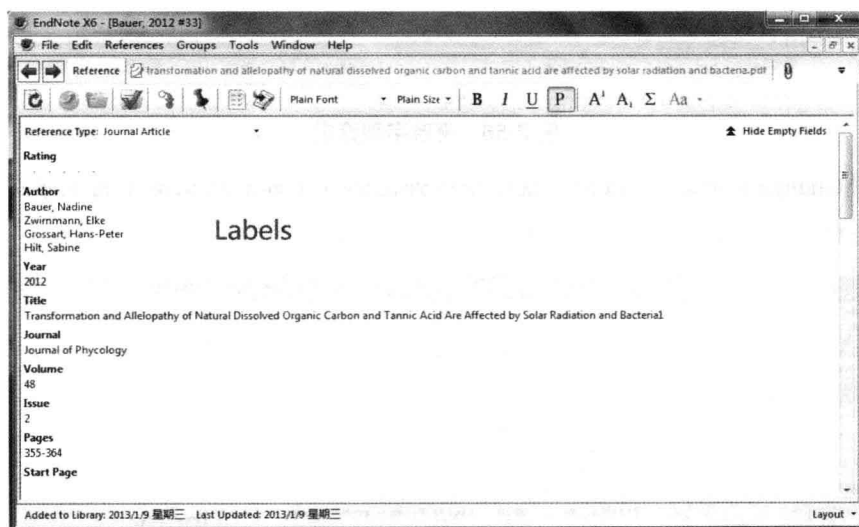 EndNote X6 - [Bauer, 2012 #33]
File Edit References Groups Tools Window Help
Reference transformation and allelopathy of natural dissolved organic carbon and tannic acid are affected by solar radiation and bacteria.pdf
Plain Font Plain Size B I U P A¹ A₁ Σ Aa
Reference Type: Journal Article Hide Empty Fields
Rating
Author
Bauer, Nadine
Zwirnmann, Elke
Grossart, Hans-Peter
Hilt, Sabine
Labels
Year
2012
Title
Transformation and Allelopathy of Natural Dissolved Organic Carbon and Tannic Acid Are Affected by Solar Radiation and Bacteria1
Journal
Journal of Phycology
Volume
48
Issue
2
Pages
355-364
Start Page
Added to Library: 2013/1/9 星期三 Last Updated: 2013/1/9 星期三 Layout